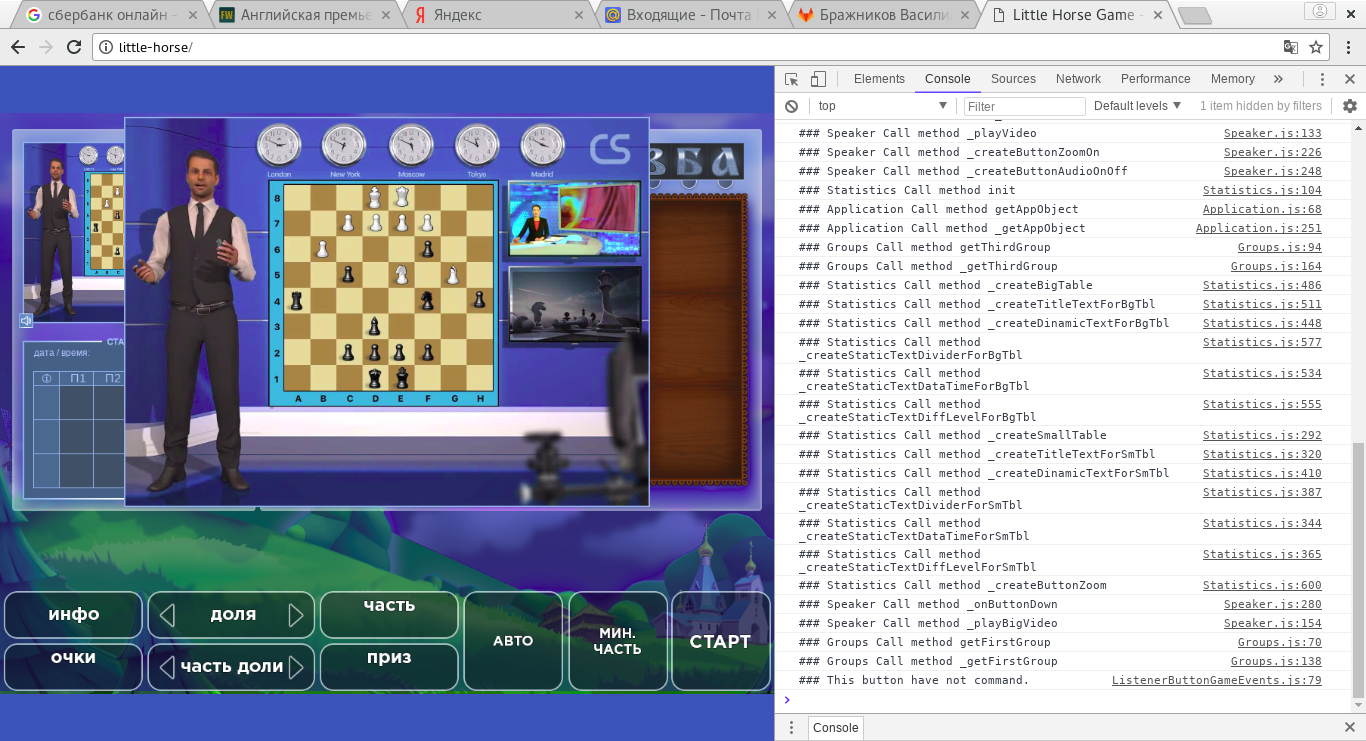 сбербанк онлайн -
Английская премье
Яндекс
Входящие - Почта
Бражников Васили
Little Horse Game -
little-horse/
Elements Console Sources Network Performance Memory
top Filter Default levels 1 item hidden by filters
### Speaker Call method _playVideo Speaker.js:133
### Speaker Call method _createButtonZoomOn Speaker.js:226
### Speaker Call method _createButtonAudioOnOff Speaker.js:248
### Statistics Call method init Statistics.js:104
### Application Call method getAppObject Application.js:68
### Application Call method _getAppObject Application.js:251
### Groups Call method getThirdGroup Groups.js:94
### Groups Call method _getThirdGroup Groups.js:164
### Statistics Call method _createBigTable Statistics.js:486
### Statistics Call method _createTitleTextForBgTbl Statistics.js:511
### Statistics Call method _createDinamicTextForBgTbl Statistics.js:448
### Statistics Call method Statistics.js:577
_createStaticTextDividerForBgTbl
### Statistics Call method Statistics.js:534
_createStaticTextDataTimeForBgTbl
### Statistics Call method Statistics.js:555
_createStaticTextDiffLevelForBgTbl
### Statistics Call method _createSmallTable Statistics.js:292
### Statistics Call method _createTitleTextForSmTbl Statistics.js:320
### Statistics Call method _createDinamicTextForSmTbl Statistics.js:410
### Statistics Call method Statistics.js:387
_createStaticTextDividerForSmTbl
### Statistics Call method Statistics.js:344
_createStaticTextDataTimeForSmTbl
### Statistics Call method Statistics.js:365
_createStaticTextDiffLevelForSmTbl
### Statistics Call method _createButtonZoom Statistics.js:600
### Speaker Call method _onButtonDown Speaker.js:280
### Speaker Call method _playBigVideo Speaker.js:154
### Groups Call method getFirstGroup Groups.js:70
### Groups Call method _getFirstGroup Groups.js:138
### This button have not command. ListenerButtonGameEvents.js:79
Console
London New York Moscow Tokyo Madrid
CS
ЗБА
8
7
6
5
4
3
2
1
A B C D E F G H
СТА
дата / время:
П1 П2
инфо
доля
часть
АВТО
МИН.
ЧАСТЬ
СТАРТ
очки
часть доли
приз